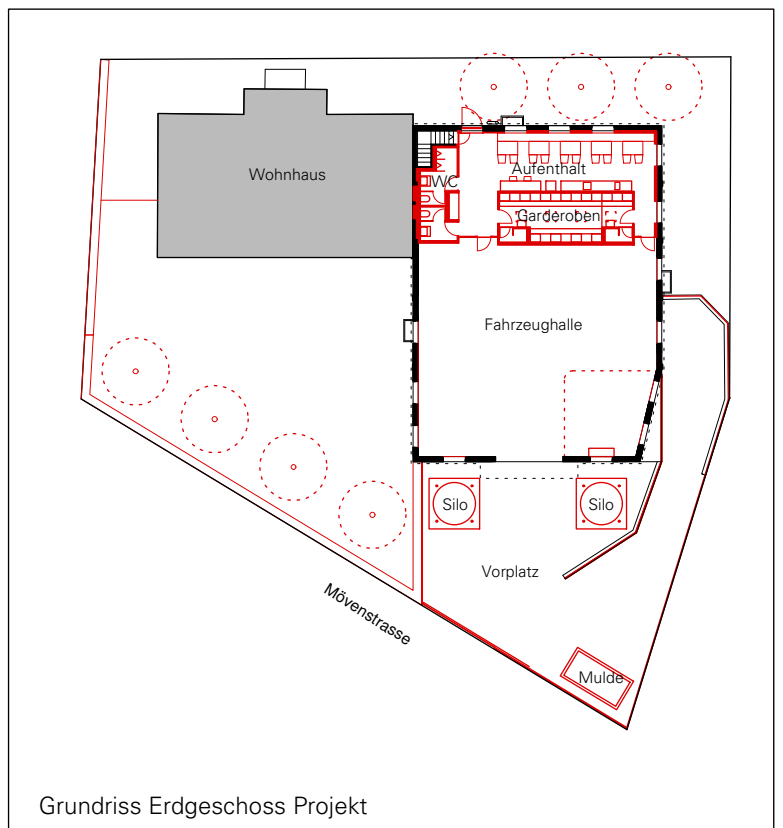 Wohnhaus
Aufenthalt
WC
Garderoben
Fahrzeughalle
Silo
Silo
Vorplatz
Mövenstrasse
Mulde
Grundriss Erdgeschoss Projekt